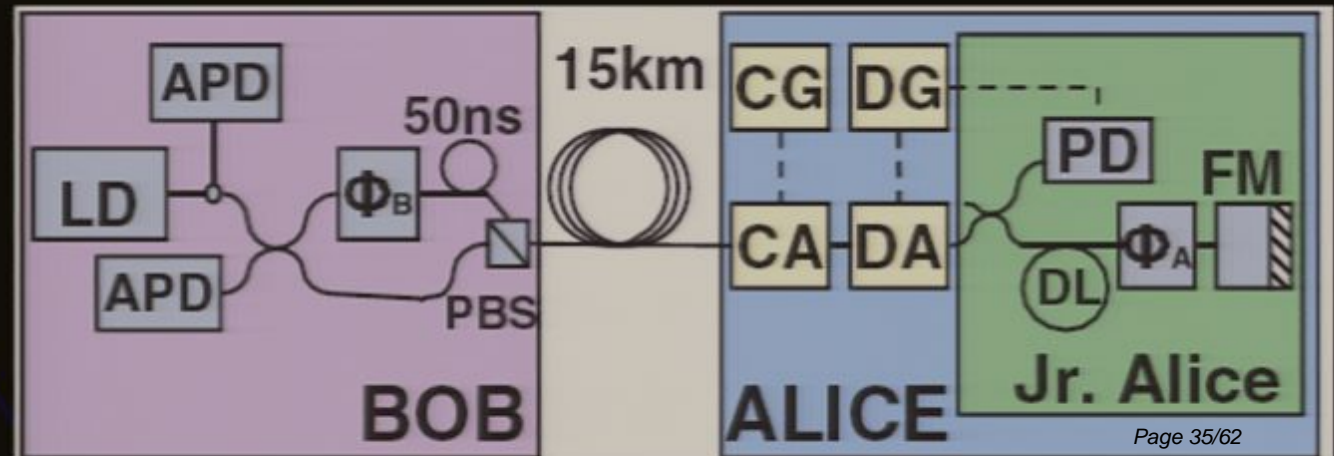 APD
50ns
LD
ΦB
APD
PBS
BOB
15km
CG
DG
CA
DA
PD
FM
ΦA
DL
Jr. Alice
ALICE
Page 35/62